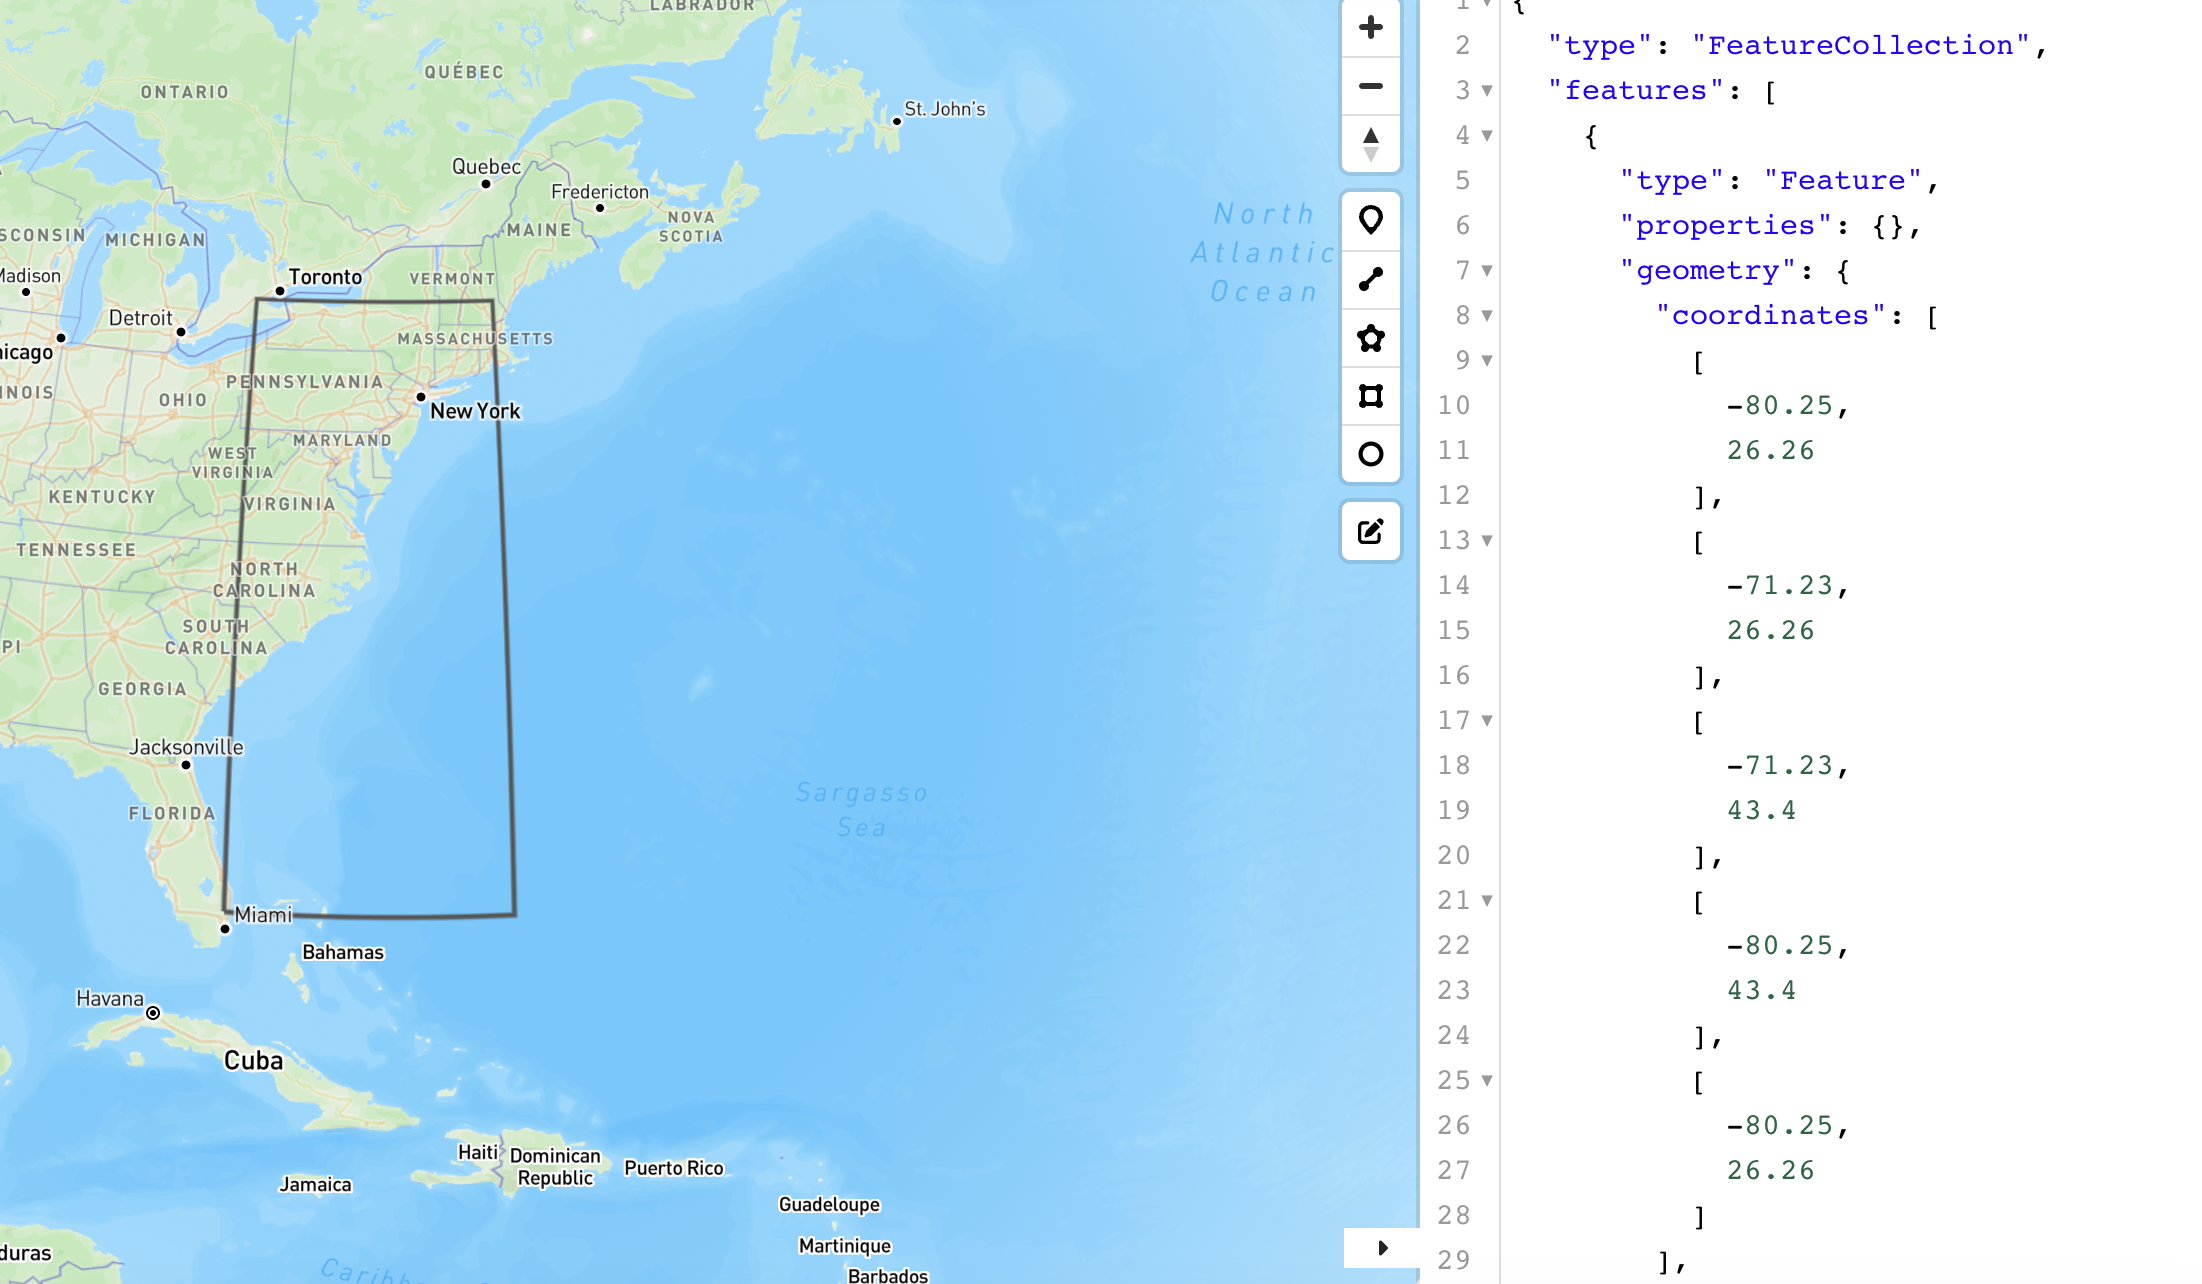 LABRADOR
QUÉBEC
ONTARIO
St. John's
Quebec
Fredericton
NOVA
SCOTIA
MAINE
SCONSIN
MICHIGAN
North
Atlantic
Ocean
Madison
Toronto
VERMONT
Detroit
MASSACHUSETTS
hicago
PENNSYLVANIA
NOIS
OHIO
New York
MARYLAND
WEST
VIRGINIA
KENTUCKY
VIRGINIA
TENNESSEE
NORTH
CAROLINA
SOUTH
CAROLINA
PI
GEORGIA
Jacksonville
Sargasso
Sea
FLORIDA
Miami
Bahamas
Havana
Cuba
Haiti
Dominican
Republic
Puerto Rico
Jamaica
Guadeloupe
Martinique
duras
Barbados
1 {
2 "type": "FeatureCollection",
3 "features": [
4 {
5 "type": "Feature",
6 "properties": {},
7 "geometry": {
8 "coordinates": [
9 [
10 -80.25,
11 26.26
12 ],
13 [
14 -71.23,
15 26.26
16 ],
17 [
18 -71.23,
19 43.4
20 ],
21 [
22 -80.25,
23 43.4
24 ],
25 [
26 -80.25,
27 26.26
28 ]
29 ],